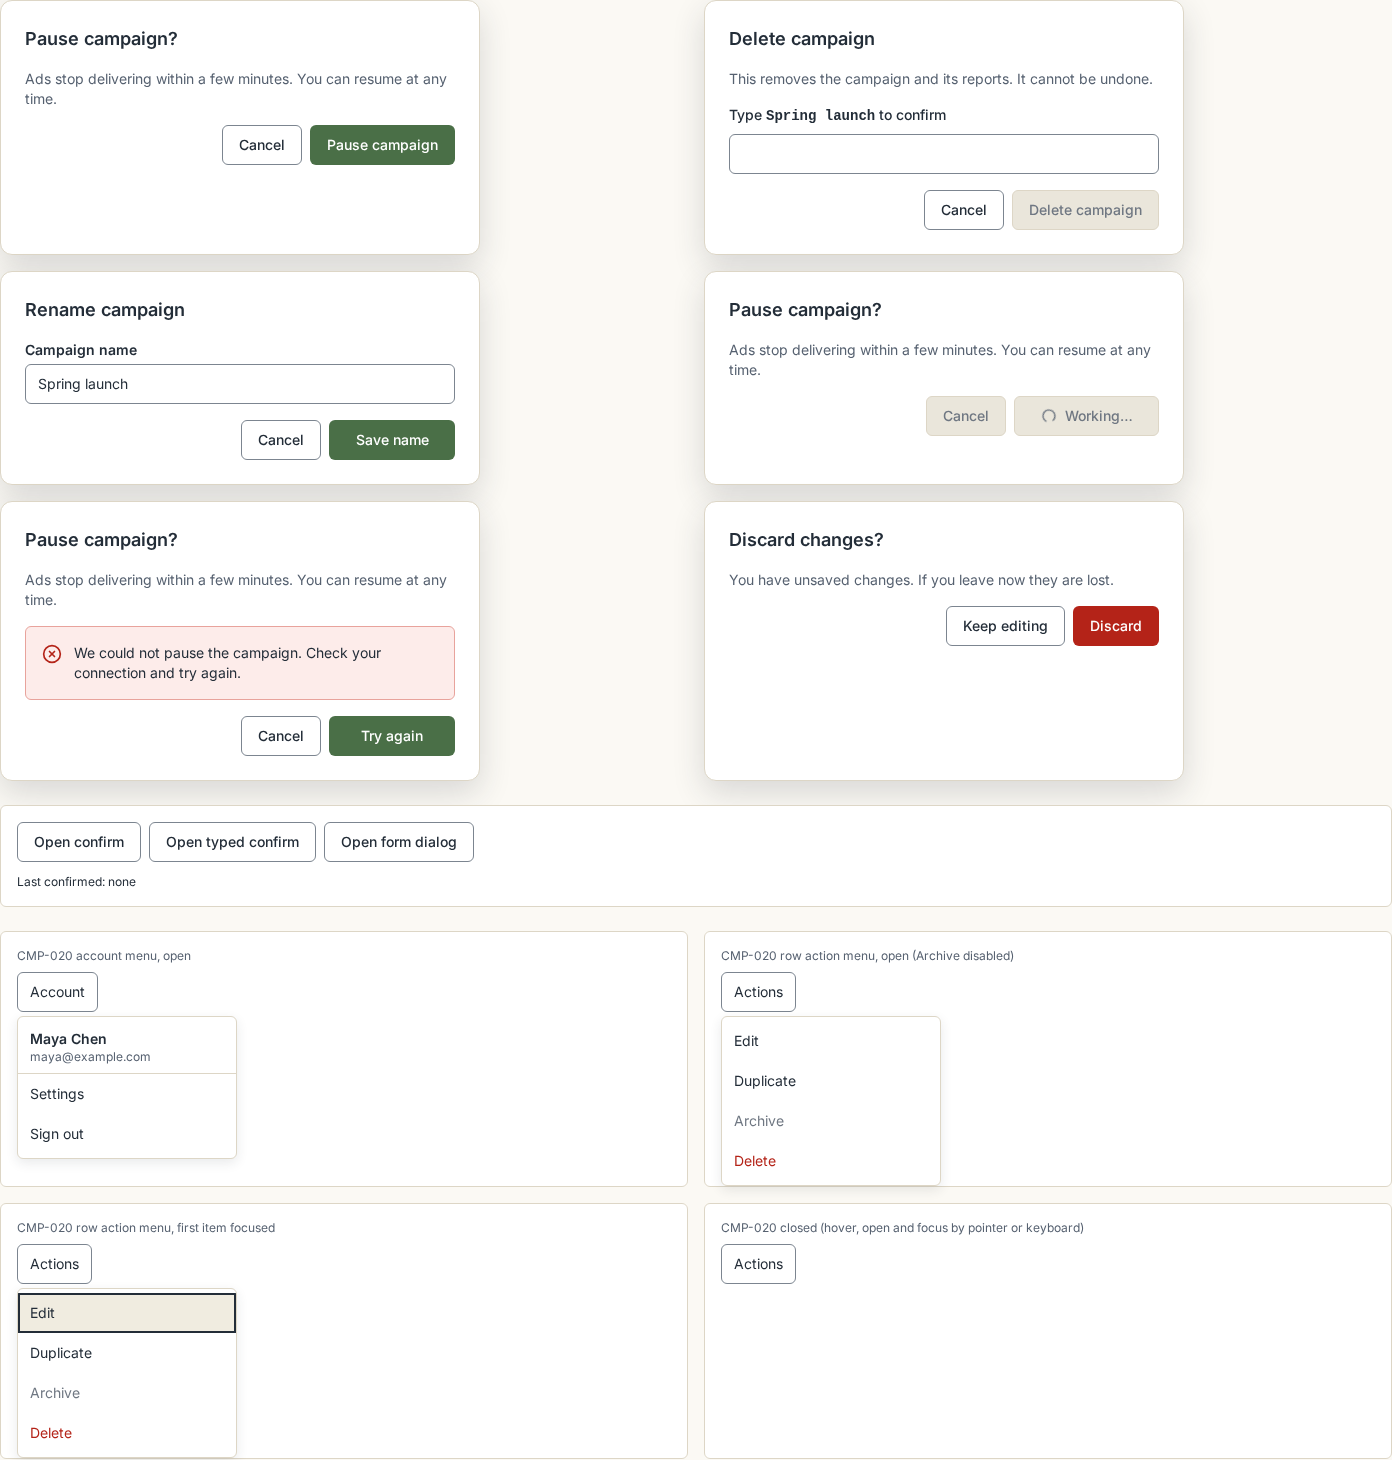 Pause campaign?
Ads stop delivering within a few minutes. You can resume at any
time.
Cancel
Pause campaign
Delete campaign
This removes the campaign and its reports. It cannot be undone.
Type Spring launch to confirm
Cancel
Delete campaign
Rename campaign
Campaign name
Spring launch
Cancel
Save name
Pause campaign?
Ads stop delivering within a few minutes. You can resume at any
time.
Cancel
Working...
Pause campaign?
Ads stop delivering within a few minutes. You can resume at any
time.
We could not pause the campaign. Check your
connection and try again.
Cancel
Try again
Discard changes?
You have unsaved changes. If you leave now they are lost.
Keep editing
Discard
Open confirm
Open typed confirm
Open form dialog
Last confirmed: none
CMP-020 account menu, open
Account
Maya Chen
maya@example.com
Settings
Sign out
CMP-020 row action menu, open (Archive disabled)
Actions
Edit
Duplicate
Archive
Delete
CMP-020 row action menu, first item focused
Actions
Edit
Duplicate
Archive
Delete
CMP-020 closed (hover, open and focus by pointer or keyboard)
Actions